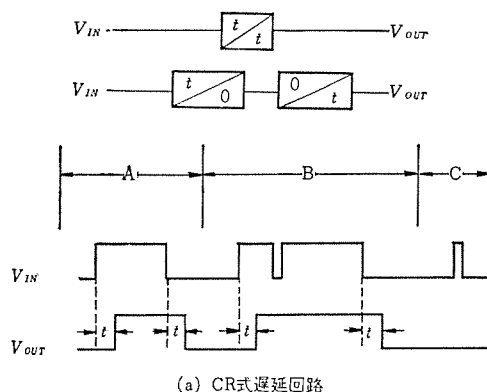 V_IN t t V_OUT
V_IN t 0 0 t V_OUT
A B C
V_IN
t t t t
V_OUT
(a) CR式遅延回路